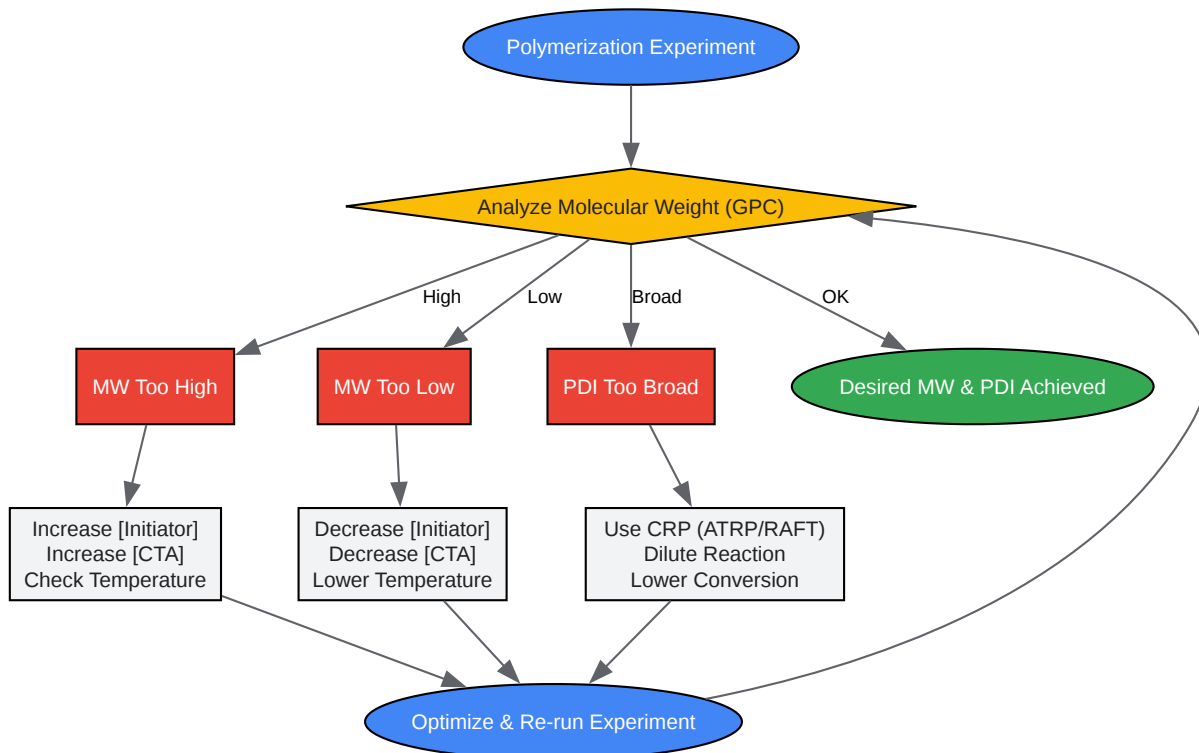 Polymerization Experiment
Analyze Molecular Weight (GPC)
High
Low
Broad
OK
MW Too High
MW Too Low
PDI Too Broad
Desired MW & PDI Achieved
Increase [Initiator]
Increase [CTA]
Check Temperature
Decrease [Initiator]
Decrease [CTA]
Lower Temperature
Use CRP (ATRP/RAFT)
Dilute Reaction
Lower Conversion
Optimize & Re-run Experiment